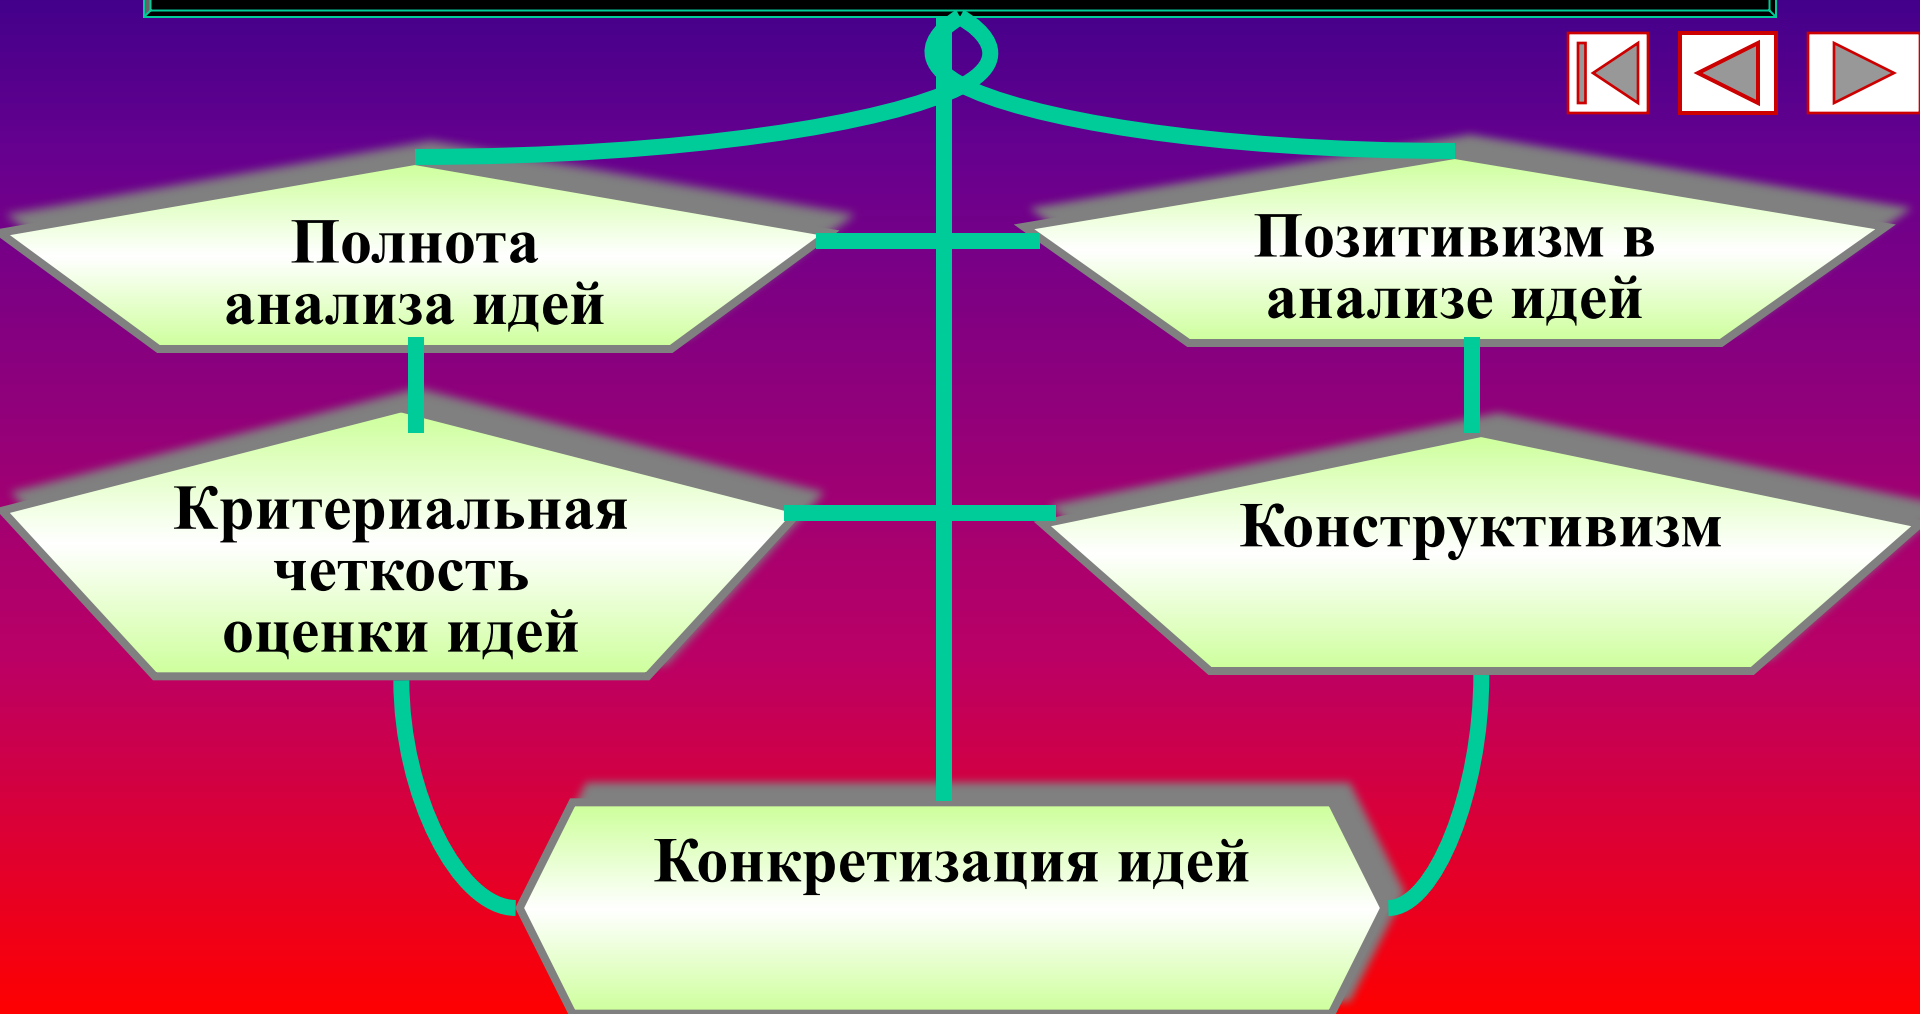 Полнота
анализа идей
Позитивизм в
анализе идей
Критериальная
четкость
оценки идей
Конструктивизм
Конкретизация идей